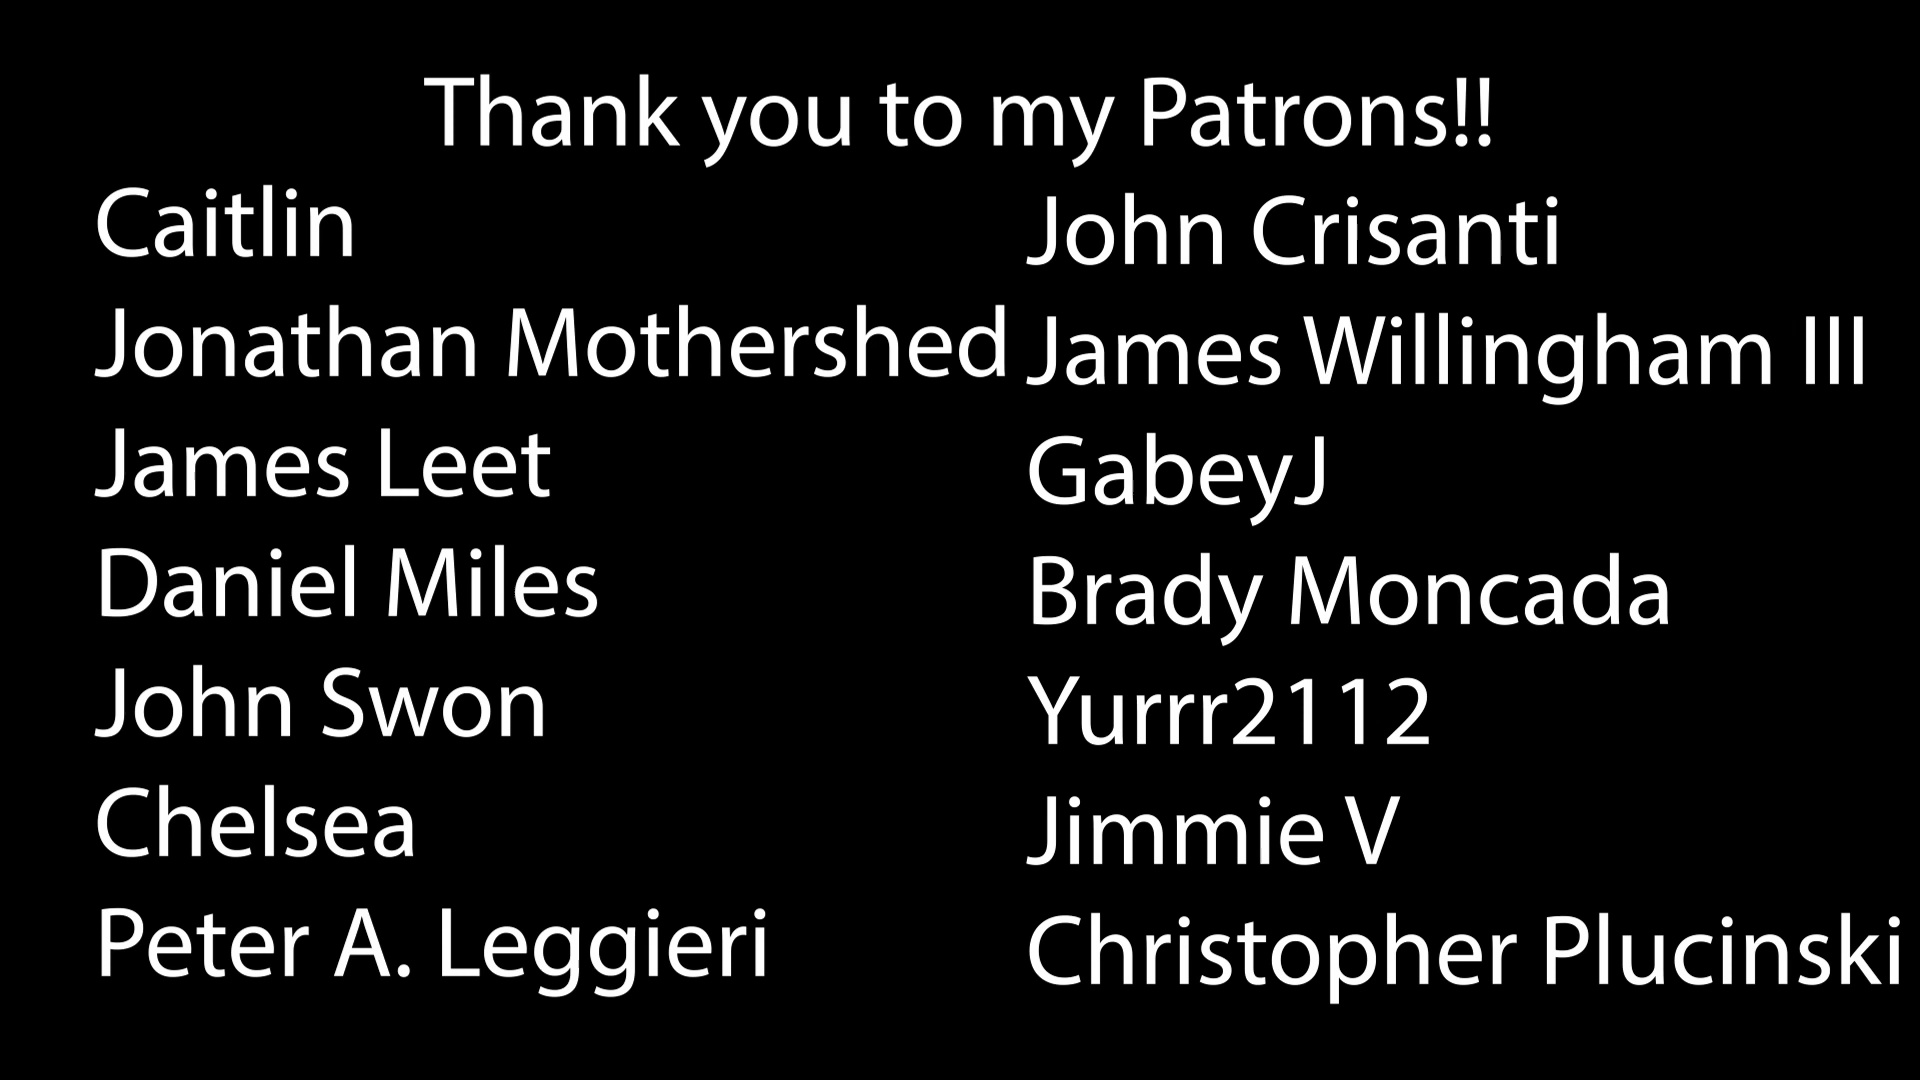 Thank you to my Patrons!!
Caitlin
Jonathan Mothershed
James Leet
Daniel Miles
John Swon
Chelsea
Peter A. Leggieri
John Crisanti
James Willingham III
GabeyJ
Brady Moncada
Yurrr2112
Jimmie V
Christopher Plucinski